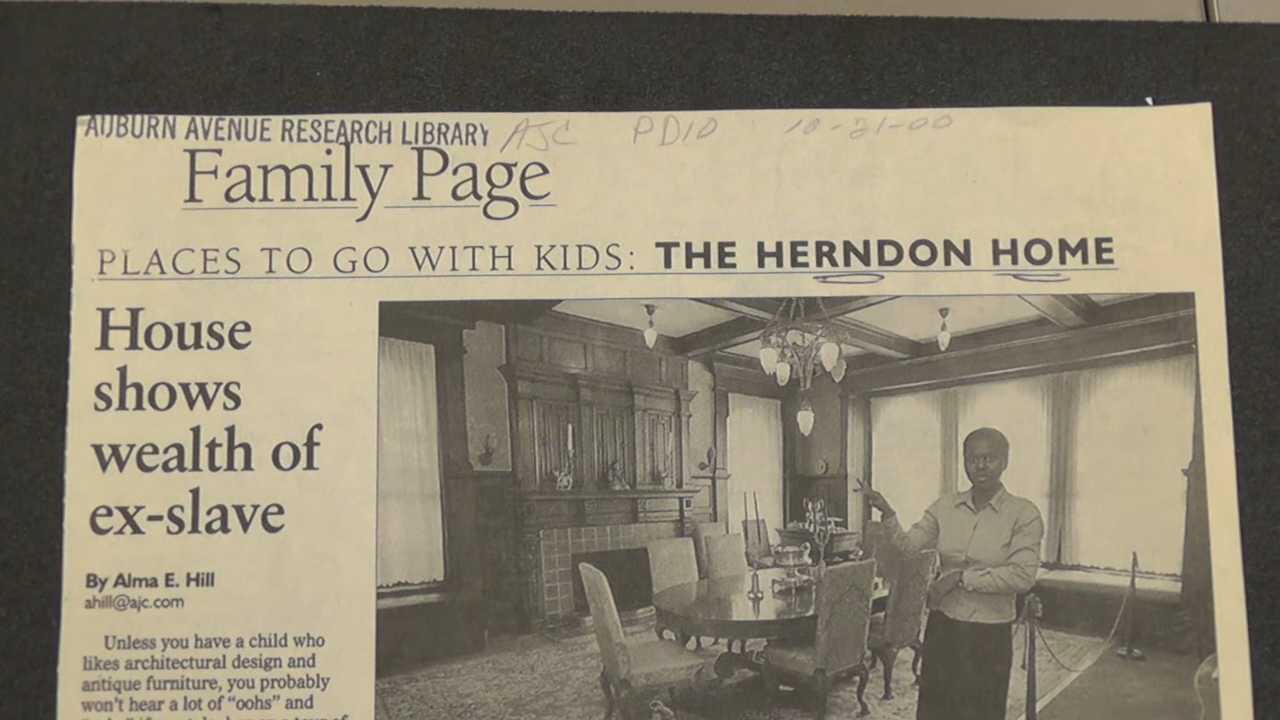 AUBURN AVENUE RESEARCH LIBRARY AJC PD10 10-21-00
Family Page
PLACES TO GO WITH KIDS: THE HERNDON HOME
House
shows
wealth of
ex-slave
By Alma E. Hill
ahill@ajc.com
Unless you have a child who
likes architectural design and
antique furniture, you probably
won't hear a lot of "oohs" and